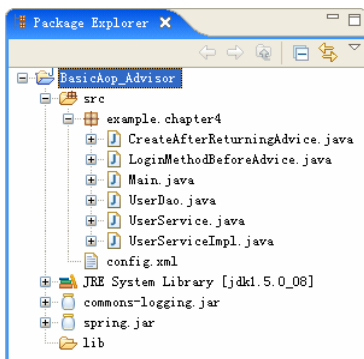 Package Explorer
BasicAop_Advisor
src
example.chapter4
CreateAfterReturningAdvice.java
LoginMethodBeforeAdvice.java
Main.java
UserDao.java
UserService.java
UserServiceImpl.java
config.xml
JRE System Library [jdk1.5.0_08]
commons-logging.jar
spring.jar
lib